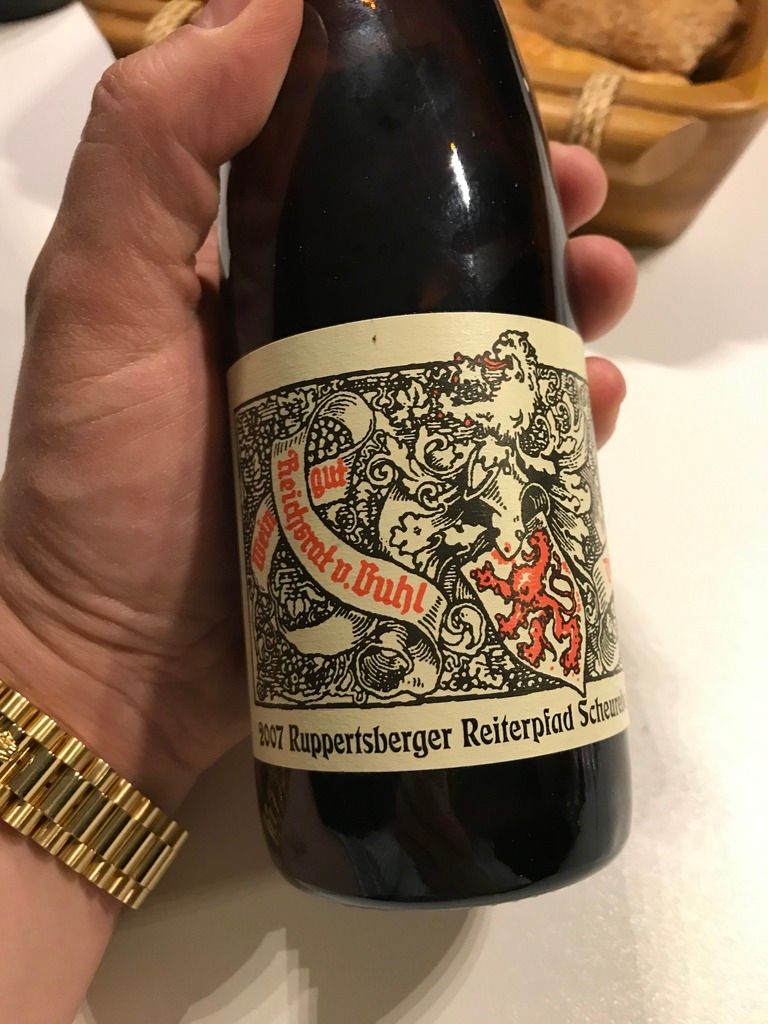 Wein
Gut
Reichsrat v. Buhl
2007 Ruppertsberger Reiterpfad